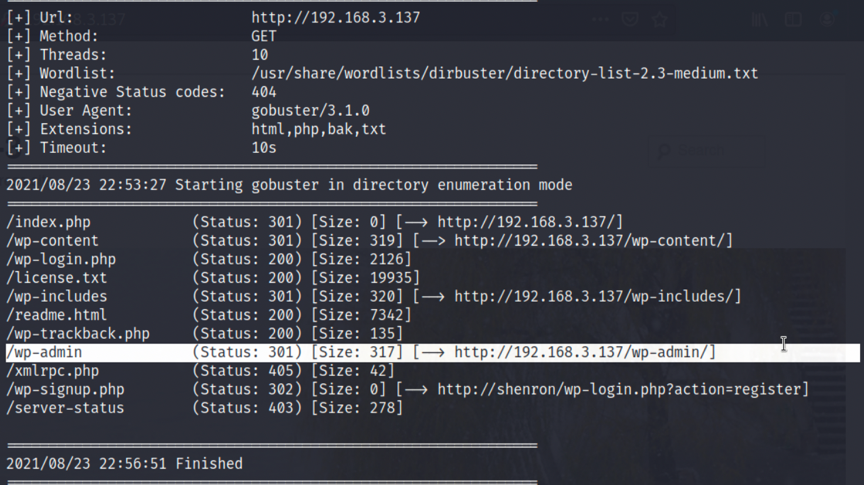 [+] Url: http://192.168.3.137
[+] Method: GET
[+] Threads: 10
[+] Wordlist: /usr/share/wordlists/dirbuster/directory-list-2.3-medium.txt
[+] Negative Status codes: 404
[+] User Agent: gobuster/3.1.0
[+] Extensions: html,php,bak,txt
[+] Timeout: 10s
2021/08/23 22:53:27 Starting gobuster in directory enumeration mode
/index.php (Status: 301) [Size: 0] [--> http://192.168.3.137/]
/wp-content (Status: 301) [Size: 319] [--> http://192.168.3.137/wp-content/]
/wp-login.php (Status: 200) [Size: 2126]
/license.txt (Status: 200) [Size: 19935]
/wp-includes (Status: 301) [Size: 320] [--> http://192.168.3.137/wp-includes/]
/readme.html (Status: 200) [Size: 7342]
/wp-trackback.php (Status: 200) [Size: 135]
/wp-admin (Status: 301) [Size: 317] [--> http://192.168.3.137/wp-admin/]
/xmlrpc.php (Status: 405) [Size: 42]
/wp-signup.php (Status: 302) [Size: 0] [--> http://shenron/wp-login.php?action=register]
/server-status (Status: 403) [Size: 278]
2021/08/23 22:56:51 Finished